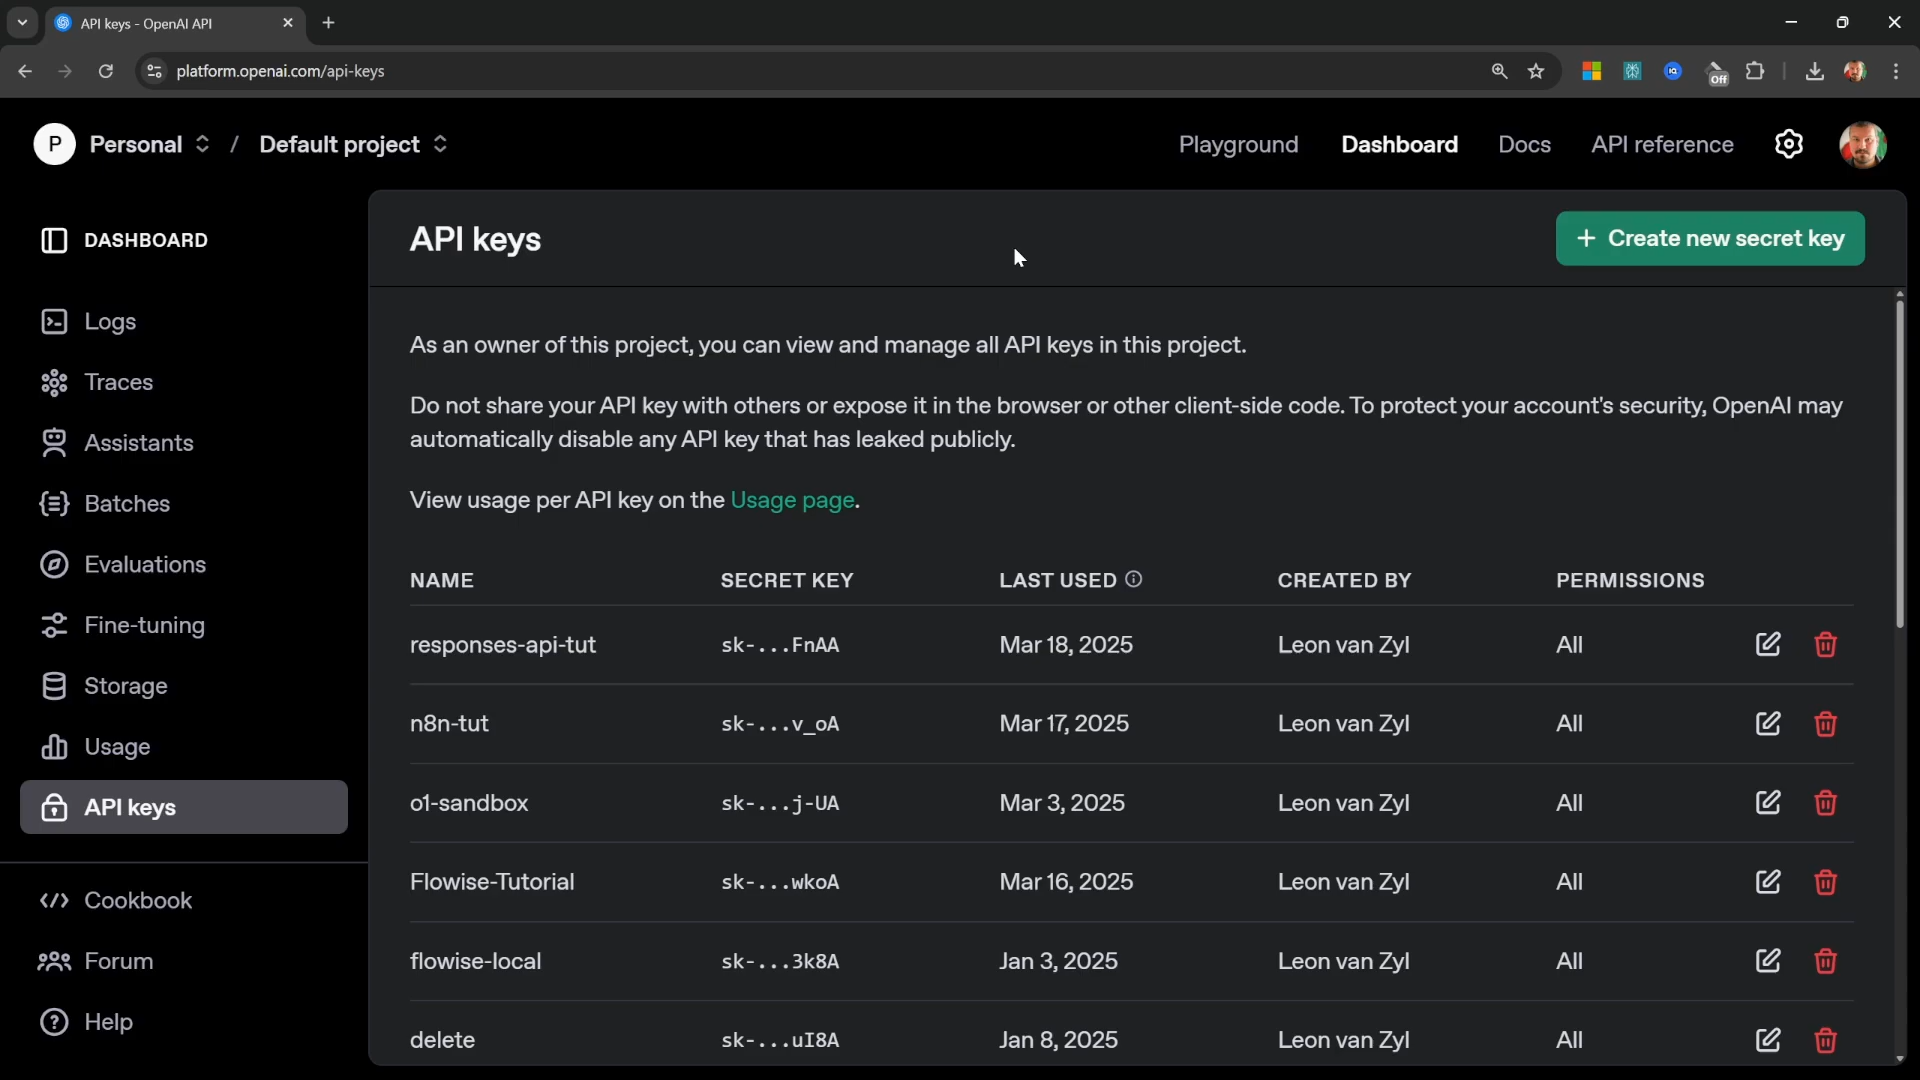 API keys - OpenAI API
platform.openai.com/api-keys
Off
P Personal / Default project
Playground Dashboard Docs API reference
DASHBOARD
Logs
Traces
Assistants
Batches
Evaluations
Fine-tuning
Storage
Usage
API keys
Cookbook
Forum
Help
API keys
+ Create new secret key
As an owner of this project, you can view and manage all API keys in this project.
Do not share your API key with others or expose it in the browser or other client-side code. To protect your account's security, OpenAI may
automatically disable any API key that has leaked publicly.
View usage per API key on the Usage page.
NAME SECRET KEY LAST USED CREATED BY PERMISSIONS
responses-api-tut sk-...FnAA Mar 18, 2025 Leon van Zyl All
n8n-tut sk-...v_oA Mar 17, 2025 Leon van Zyl All
o1-sandbox sk-...j-UA Mar 3, 2025 Leon van Zyl All
Flowise-Tutorial sk-...wkoA Mar 16, 2025 Leon van Zyl All
flowise-local sk-...3k8A Jan 3, 2025 Leon van Zyl All
delete sk-...uI8A Jan 8, 2025 Leon van Zyl All